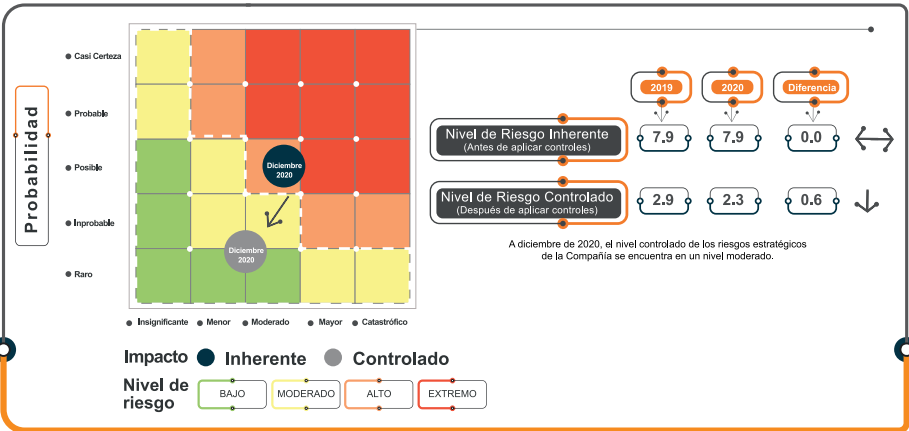 Probabilidad
Casi Certeza
Probable
Posible
Improbable
Raro
Diciembre
2020
Diciembre
2020
Insignificante
Menor
Moderado
Mayor
Catastrófico
Impacto
Inherente
Controlado
Nivel de
riesgo
BAJO
MODERADO
ALTO
EXTREMO
2019
2020
Diferencia
Nivel de Riesgo Inherente
(Antes de aplicar controles)
7.9
7.9
0.0
Nivel de Riesgo Controlado
(Después de aplicar controles)
2.9
2.3
0.6
A diciembre de 2020, el nivel controlado de los riesgos estratégicos
de la Compañía se encuentra en un nivel moderado.